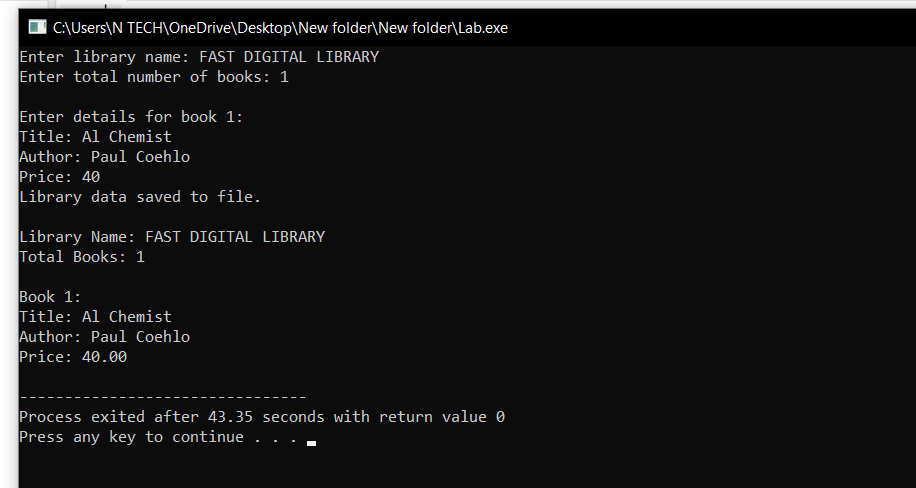 C:\Users\N TECH\OneDrive\Desktop\New folder\New folder\Lab.exe
Enter library name: FAST DIGITAL LIBRARY
Enter total number of books: 1
Enter details for book 1:
Title: Al Chemist
Author: Paul Coehlo
Price: 40
Library data saved to file.
Library Name: FAST DIGITAL LIBRARY
Total Books: 1
Book 1:
Title: Al Chemist
Author: Paul Coehlo
Price: 40.00
--------------------------------
Process exited after 43.35 seconds with return value 0
Press any key to continue . . .